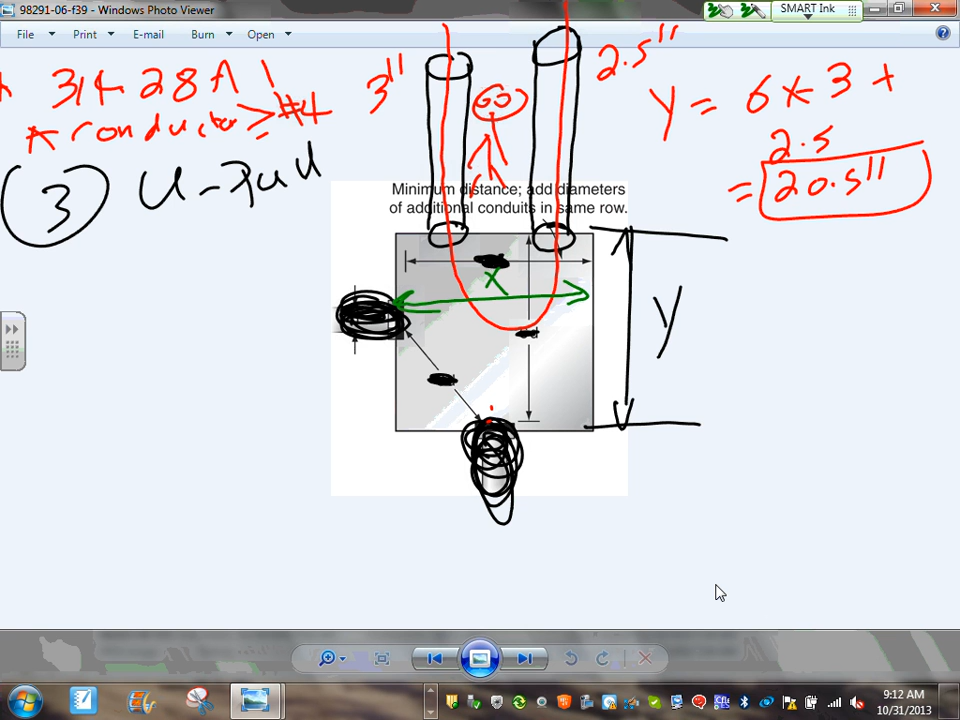 98291-06-f39 - Windows Photo Viewer
SMART Ink
File Print E-mail Burn Open
314-28 A
conductor ≥ #4
3"
2.5"
Y = 6 x 3 +
2.5
= 20.5"
3 U-Pull
Minimum distance; add diameters
of additional conduits in same row.
X
Y
9:12 AM
10/31/2013